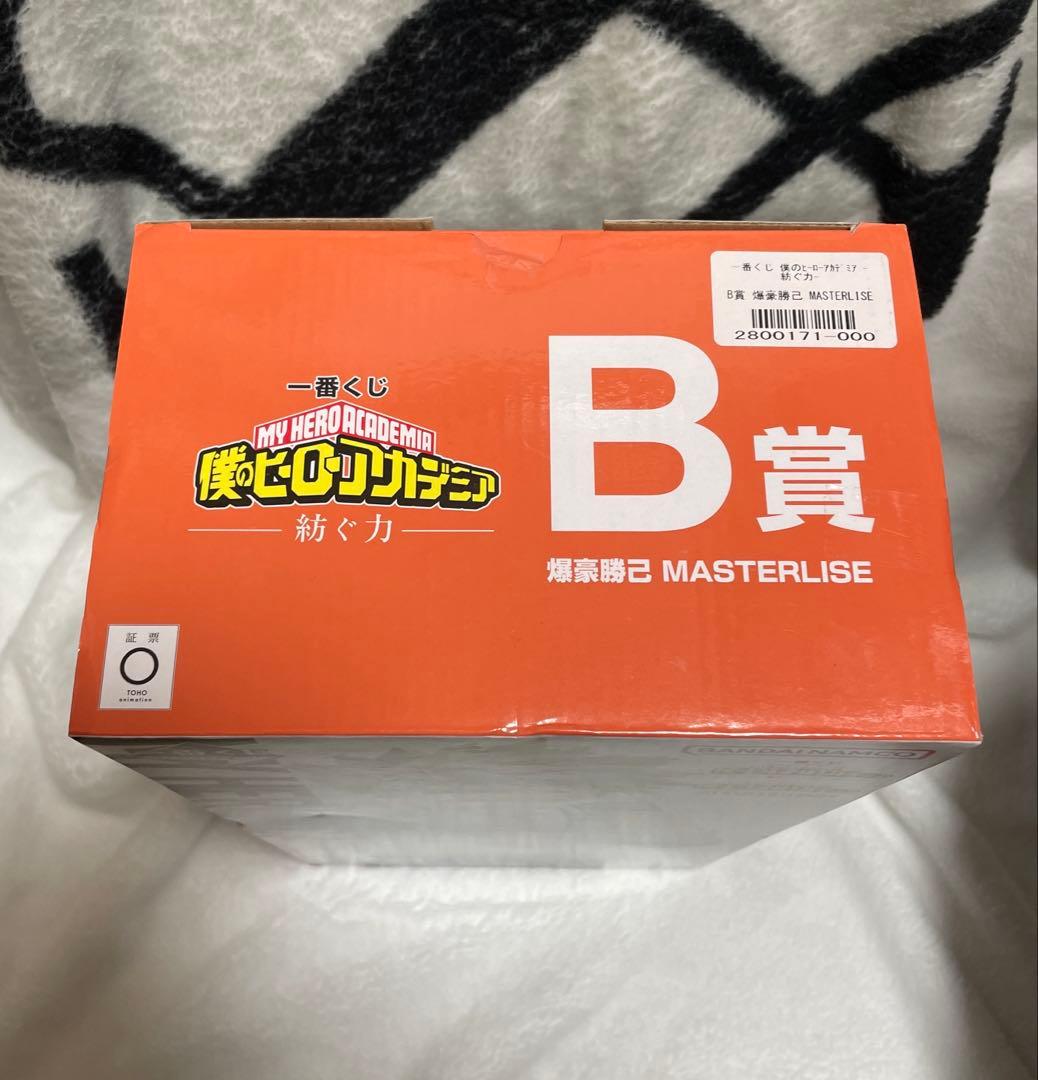 一番くじ 僕のﾋｰﾛｰｱｶﾃﾞﾐｱ -
紡ぐ力-
B賞 爆豪勝己 MASTERLISE
2800171-000
一番くじ
MY HERO ACADEMIA
僕のヒーローアカデミア
紡ぐ力
B賞
爆豪勝己 MASTERLISE
証 票
TOHO
animation
BANDAI NAMCO